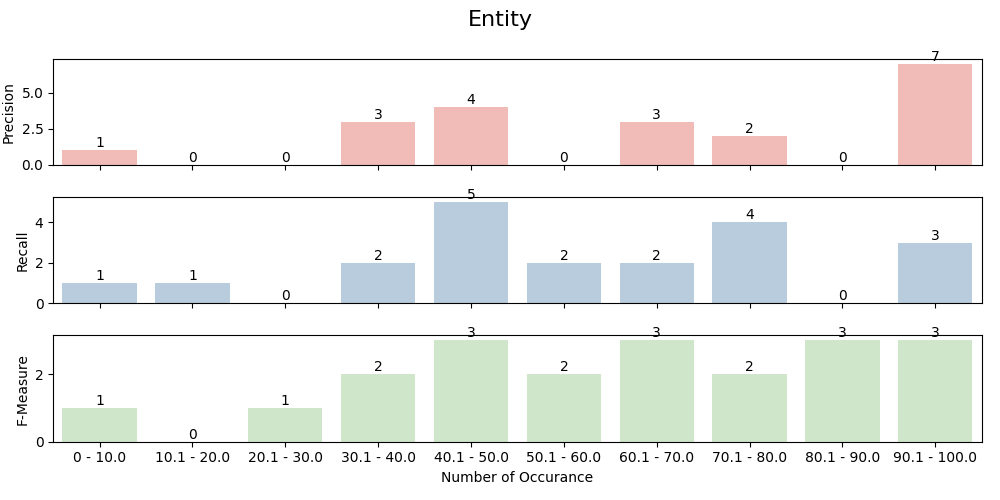 Entity
Precision
5.0
2.5
0.0
1 0 0 3 4 0 3 2 0 7
Recall
4
2
0
1 1 0 2 5 2 2 4 0 3
F-Measure
2
0
1 0 1 2 3 2 3 2 3 3
0 - 10.0 10.1 - 20.0 20.1 - 30.0 30.1 - 40.0 40.1 - 50.0 50.1 - 60.0 60.1 - 70.0 70.1 - 80.0 80.1 - 90.0 90.1 - 100.0
Number of Occurance